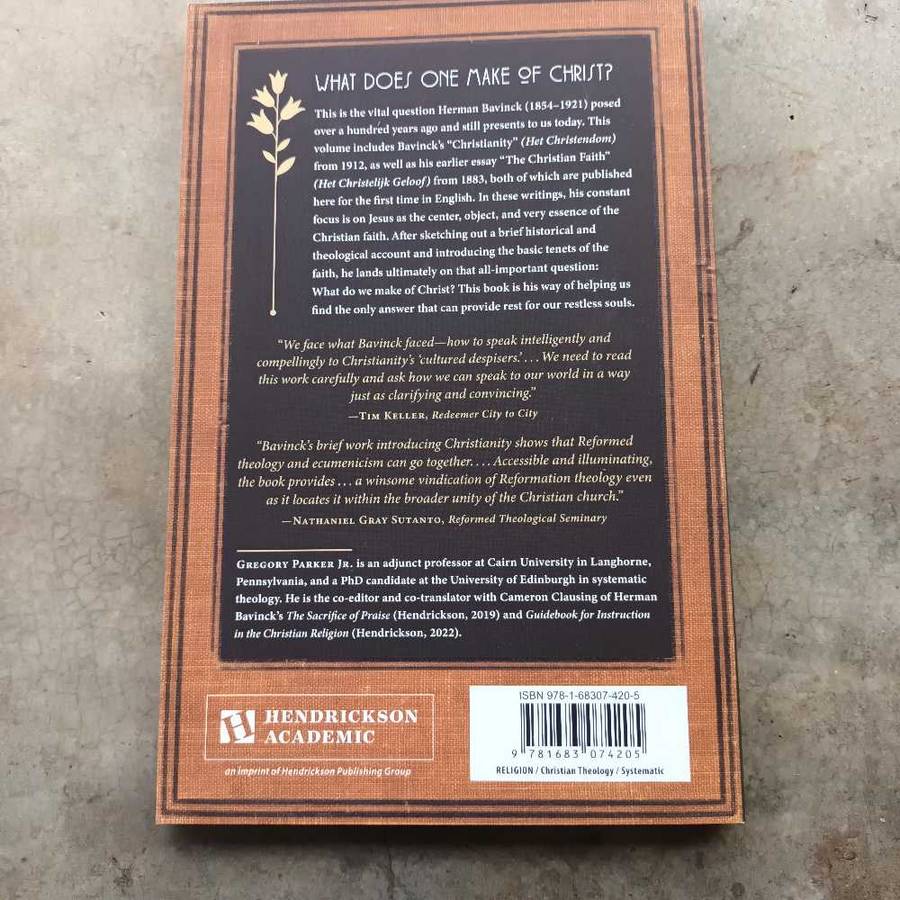 WHAT DOES ONE MAKE OF CHRIST?
This is the vital question Herman Bavinck (1854–1921) posed
over a hundred years ago and still presents to us today. This
volume includes Bavinck's “Christianity” (Het Christendom)
from 1912, as well as his earlier essay “The Christian Faith”
(Het Christelijk Geloof) from 1883, both of which are published
here for the first time in English. In these writings, his constant
focus is on Jesus as the center, object, and very essence of the
Christian faith. After sketching out a brief historical and
theological account and introducing the basic tenets of the
faith, he lands ultimately on that all-important question:
What do we make of Christ? This book is his way of helping us
find the only answer that can provide rest for our restless souls.
“We face what Bavinck faced—how to speak intelligently and
compellingly to Christianity's ‘cultured despisers.’ . . . We need to read
this work carefully and ask how we can speak to our world in a way
just as clarifying and convincing.”
—TIM KELLER, Redeemer City to City
“Bavinck's brief work introducing Christianity shows that Reformed
theology and ecumenicism can go together. . . . Accessible and illuminating,
the book provides . . . a winsome vindication of Reformation theology even
as it locates it within the broader unity of the Christian church.”
—NATHANIEL GRAY SUTANTO, Reformed Theological Seminary
GREGORY PARKER JR. is an adjunct professor at Cairn University in Langhorne,
Pennsylvania, and a PhD candidate at the University of Edinburgh in systematic
theology. He is the co-editor and co-translator with Cameron Clausing of Herman
Bavinck's The Sacrifice of Praise (Hendrickson, 2019) and Guidebook for Instruction
in the Christian Religion (Hendrickson, 2022).
HENDRICKSON
ACADEMIC
an imprint of Hendrickson Publishing Group
ISBN 978-1-68307-420-5
9 781683 074205
RELIGION / Christian Theology / Systematic